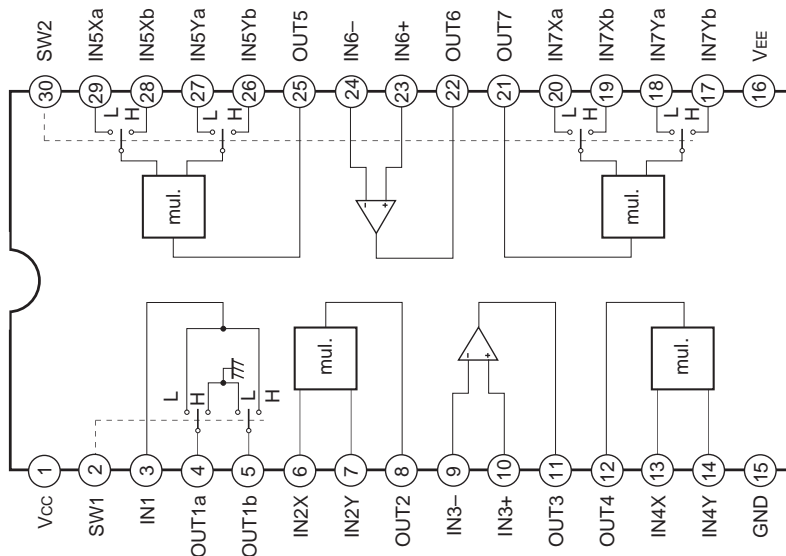 SW2
IN5Xa
IN5Xb
IN5Ya
IN5Yb
OUT5
IN6−
IN6+
OUT6
OUT7
IN7Xa
IN7Xb
IN7Ya
IN7Yb
VEE
30
29
28
27
26
25
24
23
22
21
20
19
18
17
16
L
H
L
H
L
H
L
H
mul.
− +
mul.
L
H
L
H
mul.
− +
mul.
1
2
3
4
5
6
7
8
9
10
11
12
13
14
15
VCC
SW1
IN1
OUT1a
OUT1b
IN2X
IN2Y
OUT2
IN3−
IN3+
OUT3
OUT4
IN4X
IN4Y
GND